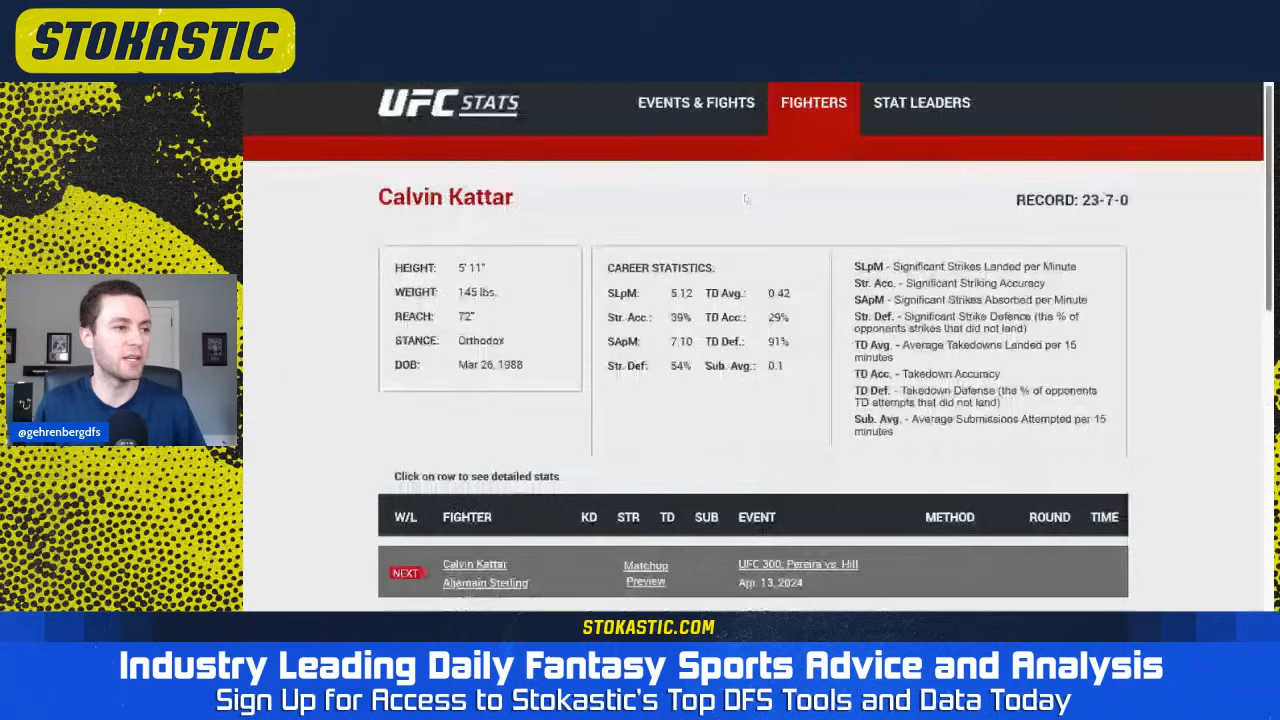 STOKASTIC
UFC STATS
EVENTS & FIGHTS
FIGHTERS
STAT LEADERS
Calvin Kattar
RECORD: 23-7-0
HEIGHT: 5' 11"
WEIGHT: 145 lbs.
REACH: 72"
STANCE: Orthodox
DOB: Mar 26, 1988
CAREER STATISTICS:
SLpM: 5.12 TD Avg.: 0.42
Str. Acc.: 39% TD Acc.: 29%
SApM: 7.10 TD Def.: 91%
Str. Def: 54% Sub. Avg.: 0.1
SLpM - Significant Strikes Landed per Minute
Str. Acc. - Significant Striking Accuracy
SApM - Significant Strikes Absorbed per Minute
Str. Def. - Significant Strike Defence (the % of
opponents strikes that did not land)
TD Avg. - Average Takedowns Landed per 15
minutes
TD Acc. - Takedown Accuracy
TD Def. - Takedown Defense (the % of opponents
TD attempts that did not land)
Sub. Avg. - Average Submissions Attempted per 15
minutes
@gehrenbergdfs
Click on row to see detailed stats
W/L FIGHTER KD STR TD SUB EVENT METHOD ROUND TIME
NEXT
Calvin Kattar Matchup UFC 300: Pereira vs. Hill
Aljamain Sterling Preview Apr. 13, 2024
STOKASTIC.COM
Industry Leading Daily Fantasy Sports Advice and Analysis
Sign Up for Access to Stokastic's Top DFS Tools and Data Today